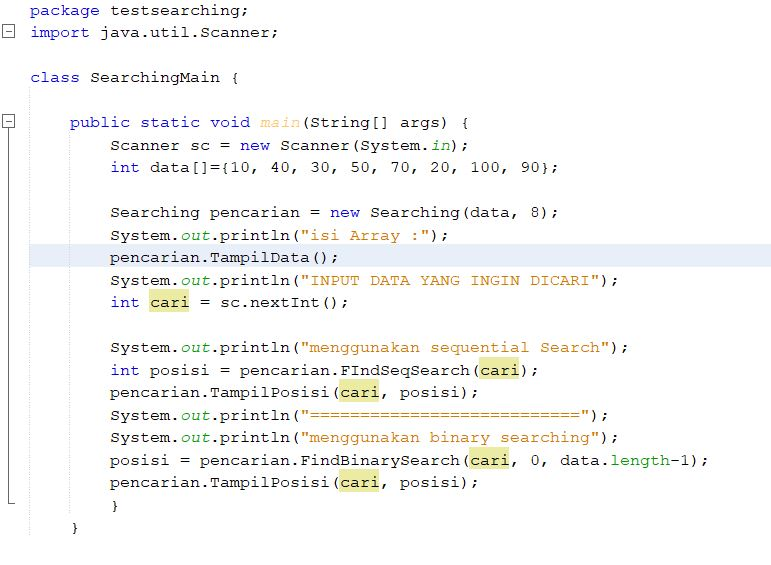 package testsearching;
import java.util.Scanner;
class SearchingMain {
public static void main(String[] args) {
Scanner sc = new Scanner(System.in);
int data[]={10, 40, 30, 50, 70, 20, 100, 90};
Searching pencarian = new Searching(data, 8);
System.out.println("isi Array :");
pencarian.TampilData();
System.out.println("INPUT DATA YANG INGIN DICARI");
int cari = sc.nextInt();
System.out.println("menggunakan sequential Search");
int posisi = pencarian.FIndSeqSearch(cari);
pencarian.TampilPosisi(cari, posisi);
System.out.println("===========================");
System.out.println("menggunakan binary searching");
posisi = pencarian.FindBinarySearch(cari, 0, data.length-1);
pencarian.TampilPosisi(cari, posisi);
}
}